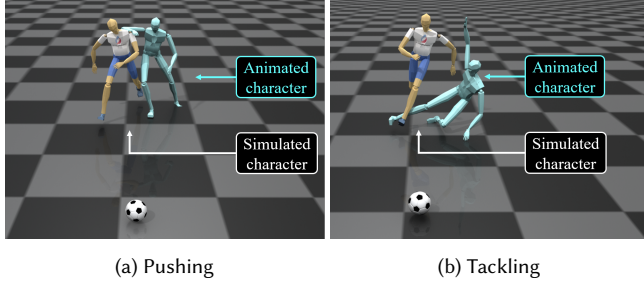 Animated
character
Simulated
character
(a) Pushing
Animated
character
Simulated
character
(b) Tackling